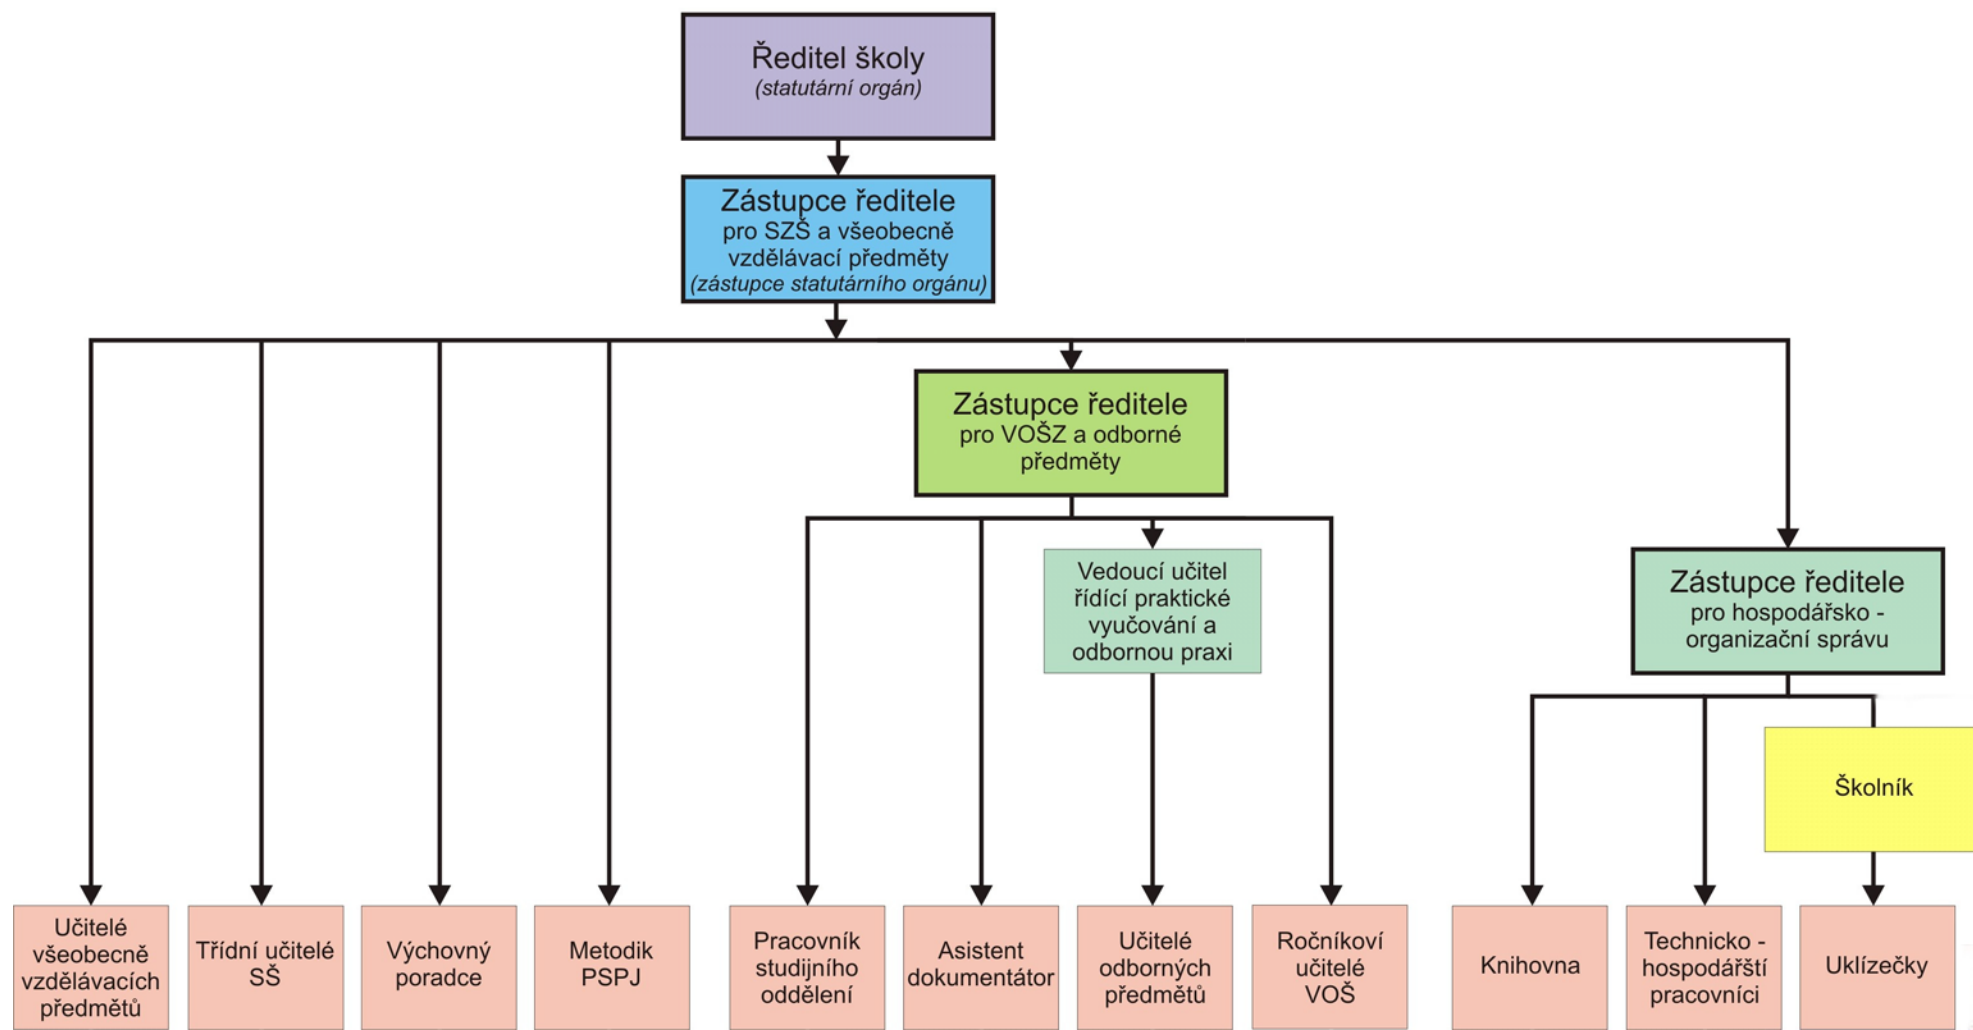 Ředitel školy
(statutární orgán)
Zástupce ředitele
pro SZŠ a všeobecně
vzdělávací předměty
(zástupce statutárního orgánu)
Zástupce ředitele
pro VOŠZ a odborné
předměty
Vedoucí učitel
řídící praktické
vyučování a
odbornou praxi
Zástupce ředitele
pro hospodářsko -
organizační správu
Školník
Učitelé
všeobecně
vzdělávacích
předmětů
Třídní učitelé
SŠ
Výchovný
poradce
Metodik
PSPJ
Pracovník
studijního
oddělení
Asistent
dokumentátor
Učitelé
odborných
předmětů
Ročníkoví
učitelé
VOŠ
Knihovna
Technicko -
hospodářští
pracovníci
Uklízečky